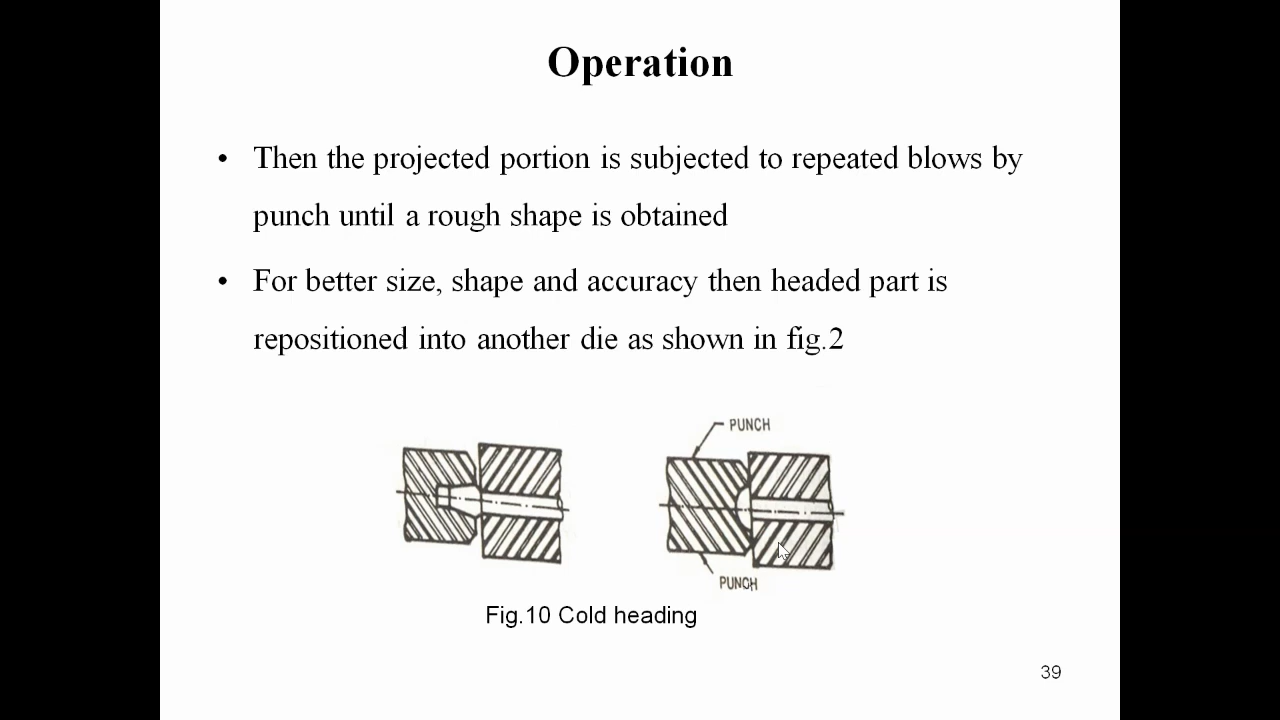 Operation
• Then the projected portion is subjected to repeated blows by
punch until a rough shape is obtained
• For better size, shape and accuracy then headed part is
repositioned into another die as shown in fig.2
PUNCH
PUNCH
Fig.10 Cold heading
39